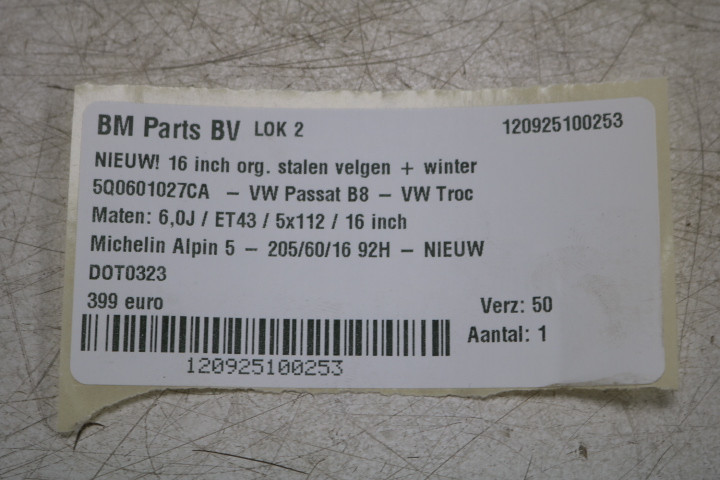 BM Parts BV LOK 2 120925100253
NIEUW! 16 inch org. stalen velgen + winter
5Q0601027CA – VW Passat B8 – VW Troc
Maten: 6,0J / ET43 / 5x112 / 16 inch
Michelin Alpin 5 – 205/60/16 92H – NIEUW
DOT0323
399 euro Verz: 50
Aantal: 1
120925100253